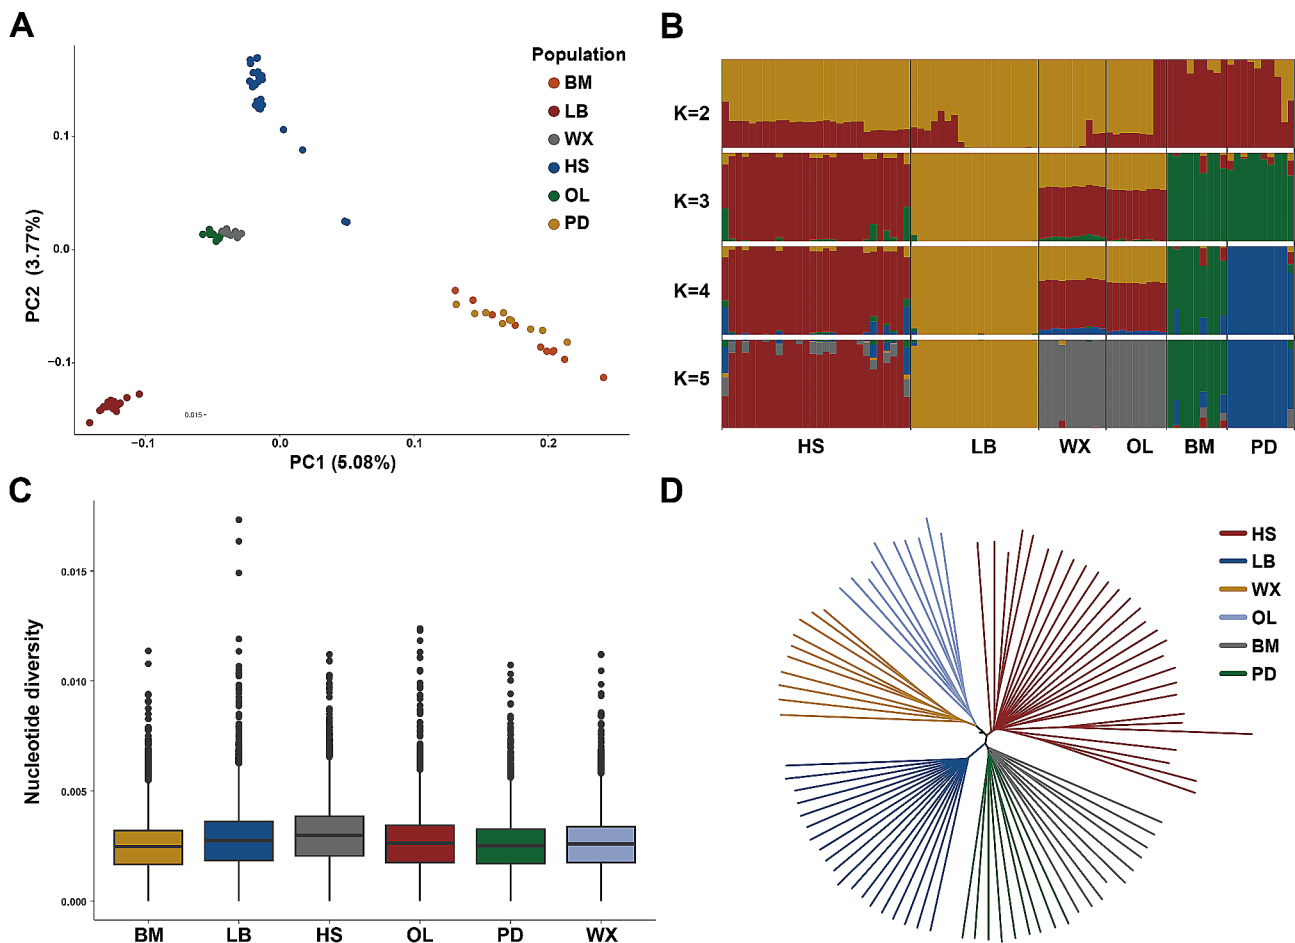 A
Population
BM
LB
WX
HS
OL
PD
0.1
0.0
−0.1
PC2 (3.77%)
0.015
−0.1
0.0
0.1
0.2
PC1 (5.08%)
B
K=2
K=3
K=4
K=5
HS
LB
WX
OL
BM
PD
C
0.015
0.010
0.005
0.000
Nucleotide diversity
BM
LB
HS
OL
PD
WX
D
HS
LB
WX
OL
BM
PD